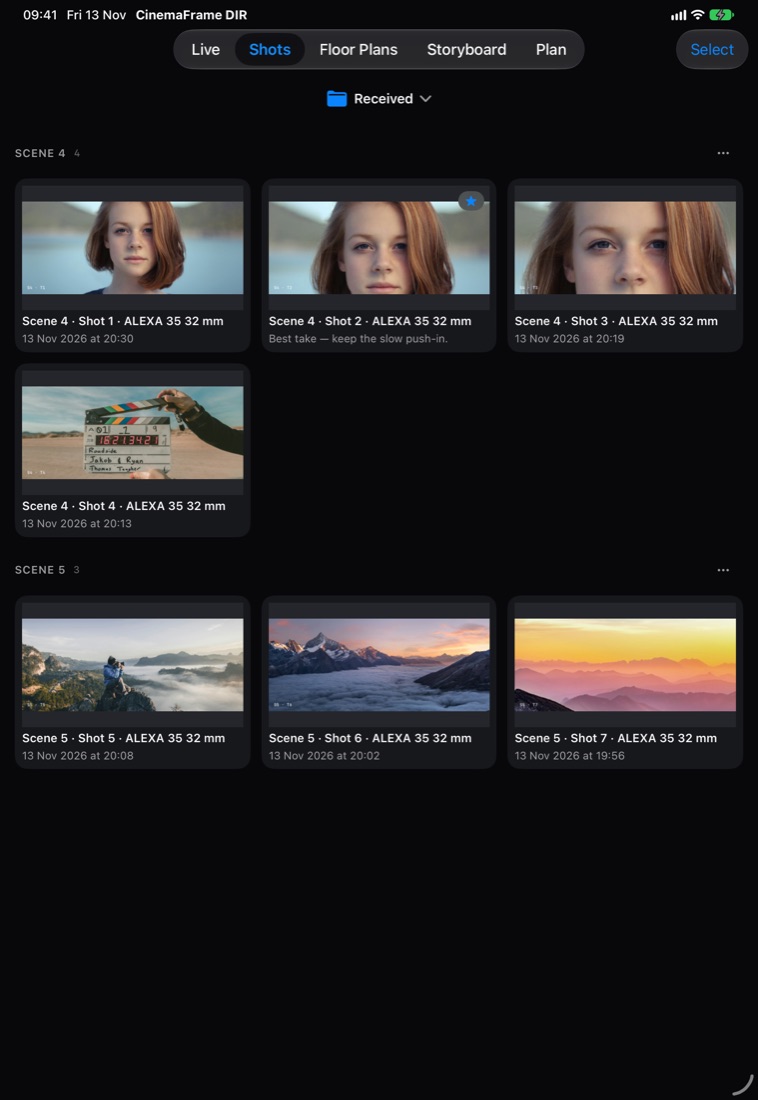 09:41 Fri 13 Nov CinemaFrame DIR
Live Shots Floor Plans Storyboard Plan Select
Received
SCENE 4 4
Scene 4 · Shot 1 · ALEXA 35 32 mm
13 Nov 2026 at 20:30
Scene 4 · Shot 2 · ALEXA 35 32 mm
Best take — keep the slow push-in.
Scene 4 · Shot 3 · ALEXA 35 32 mm
13 Nov 2026 at 20:19
Roadside
Jakob & Ryan
Thomas
Scene 4 · Shot 4 · ALEXA 35 32 mm
13 Nov 2026 at 20:13
SCENE 5 3
Scene 5 · Shot 5 · ALEXA 35 32 mm
13 Nov 2026 at 20:08
Scene 5 · Shot 6 · ALEXA 35 32 mm
13 Nov 2026 at 20:02
Scene 5 · Shot 7 · ALEXA 35 32 mm
13 Nov 2026 at 19:56